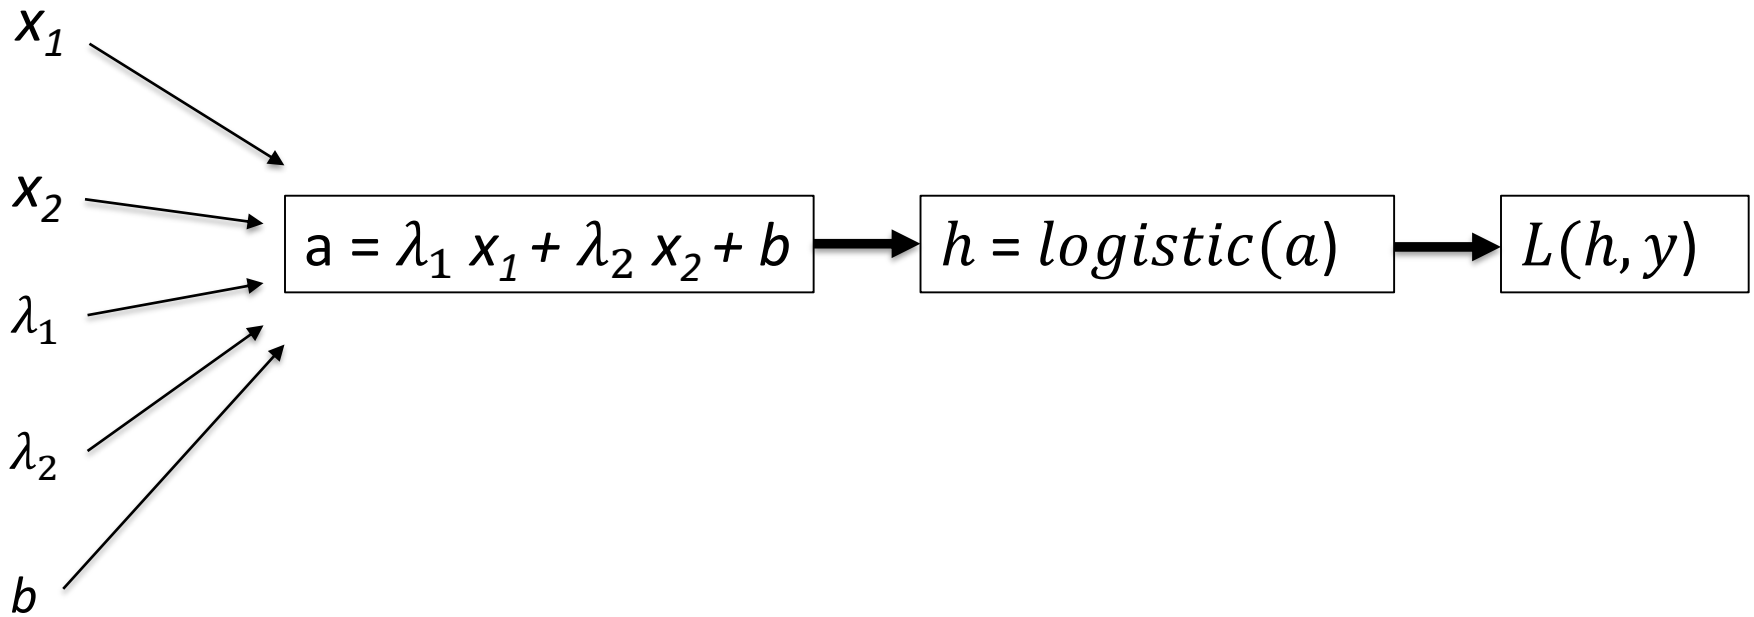 x₁
x₂
a = λ₁ x₁ + λ₂ x₂ + b
h = logistic(a)
L(h, y)
λ₁
λ₂
b